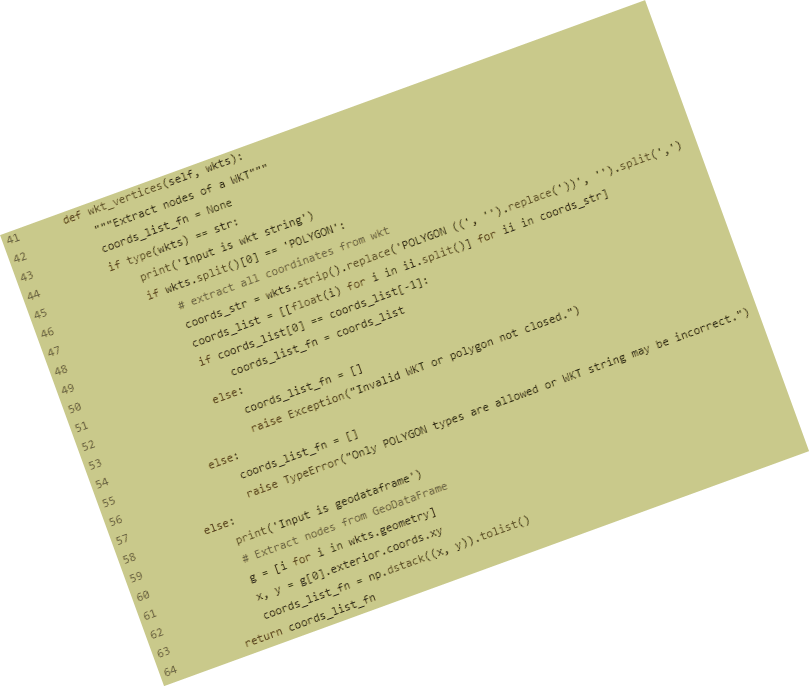 41 def wkt_vertices(self, wkts):
42 """Extract nodes of a WKT"""
43 coords_list_fn = None
44 if type(wkts) == str:
45 print('Input is wkt string')
46 if wkts.split()[0] == 'POLYGON':
47 # extract all coordinates from wkt
48 coords_str = wkts.strip().replace('POLYGON ((', '').replace('))', '').split(',')
49 coords_list = [[float(i) for i in ii.split()] for ii in coords_str]
50 if coords_list[0] == coords_list[-1]:
51 coords_list_fn = coords_list
52 else:
53 coords_list_fn = []
54 raise Exception("Invalid WKT or polygon not closed.")
55 else:
56 coords_list_fn = []
57 raise TypeError("Only POLYGON types are allowed or WKT string may be incorrect.")
58 else:
59 print('Input is geodataframe')
60 # Extract nodes from GeoDataFrame
61 g = [i for i in wkts.geometry]
62 x, y = g[0].exterior.coords.xy
63 coords_list_fn = np.dstack((x, y)).tolist()
64 return coords_list_fn